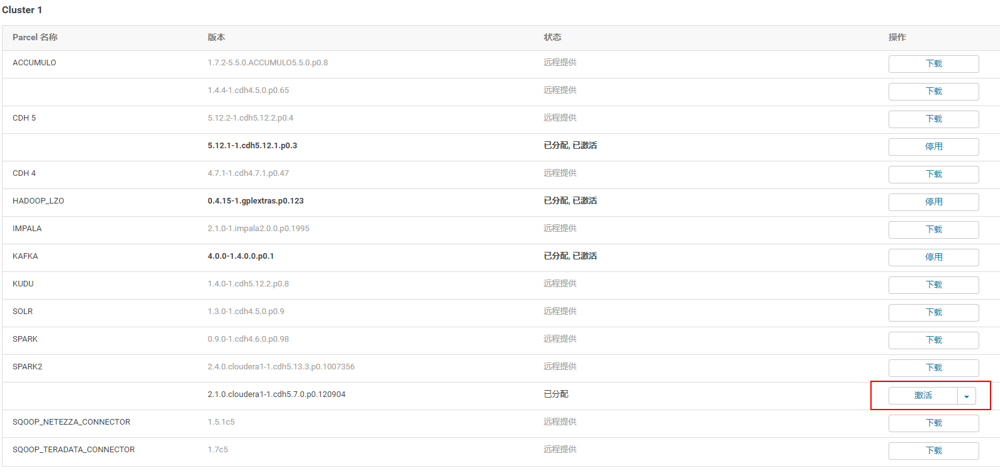 Cluster 1
Parcel 名称 版本 状态 操作
ACCUMULO 1.7.2-5.5.0.ACCUMULO5.5.0.p0.8 远程提供 下载
1.4.4-1.cdh4.5.0.p0.65 远程提供 下载
CDH 5 5.12.2-1.cdh5.12.2.p0.4 远程提供 下载
5.12.1-1.cdh5.12.1.p0.3 已分配, 已激活 停用
CDH 4 4.7.1-1.cdh4.7.1.p0.47 远程提供 下载
HADOOP_LZO 0.4.15-1.gplextras.p0.123 已分配, 已激活 停用
IMPALA 2.1.0-1.impala2.0.0.p0.1995 远程提供 下载
KAFKA 4.0.0-1.4.0.0.p0.1 已分配, 已激活 停用
KUDU 1.4.0-1.cdh5.12.2.p0.8 远程提供 下载
SOLR 1.3.0-1.cdh4.5.0.p0.9 远程提供 下载
SPARK 0.9.0-1.cdh4.6.0.p0.98 远程提供 下载
SPARK2 2.4.0.cloudera1-1.cdh5.13.3.p0.1007356 远程提供 下载
2.1.0.cloudera1-1.cdh5.7.0.p0.120904 已分配 激活
SQOOP_NETEZZA_CONNECTOR 1.5.1c5 远程提供 下载
SQOOP_TERADATA_CONNECTOR 1.7c5 远程提供 下载